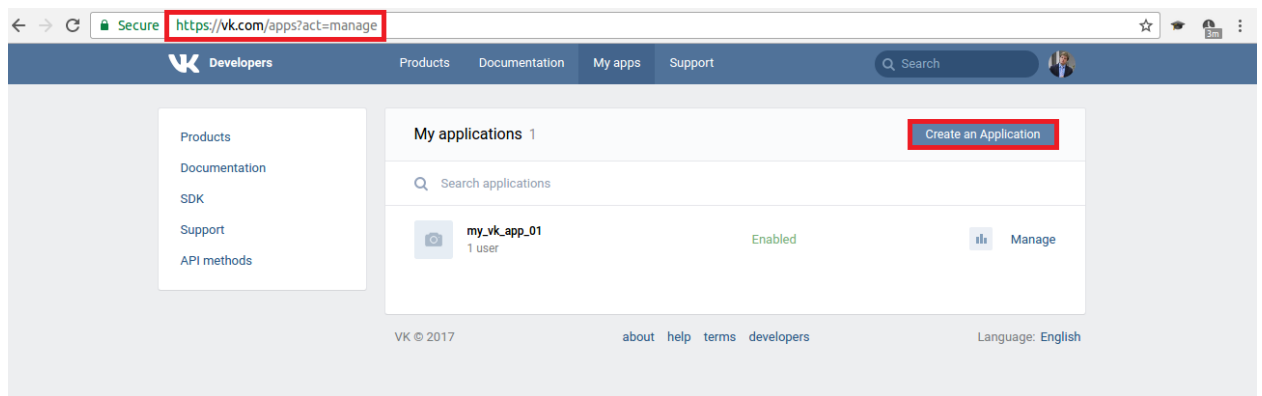 Secure https://vk.com/apps?act=manage
3m
VK Developers Products Documentation My apps Support Search
Products
Documentation
SDK
Support
API methods
My applications 1 Create an Application
Search applications
my_vk_app_01
1 user
Enabled
Manage
VK © 2017 about help terms developers Language: English